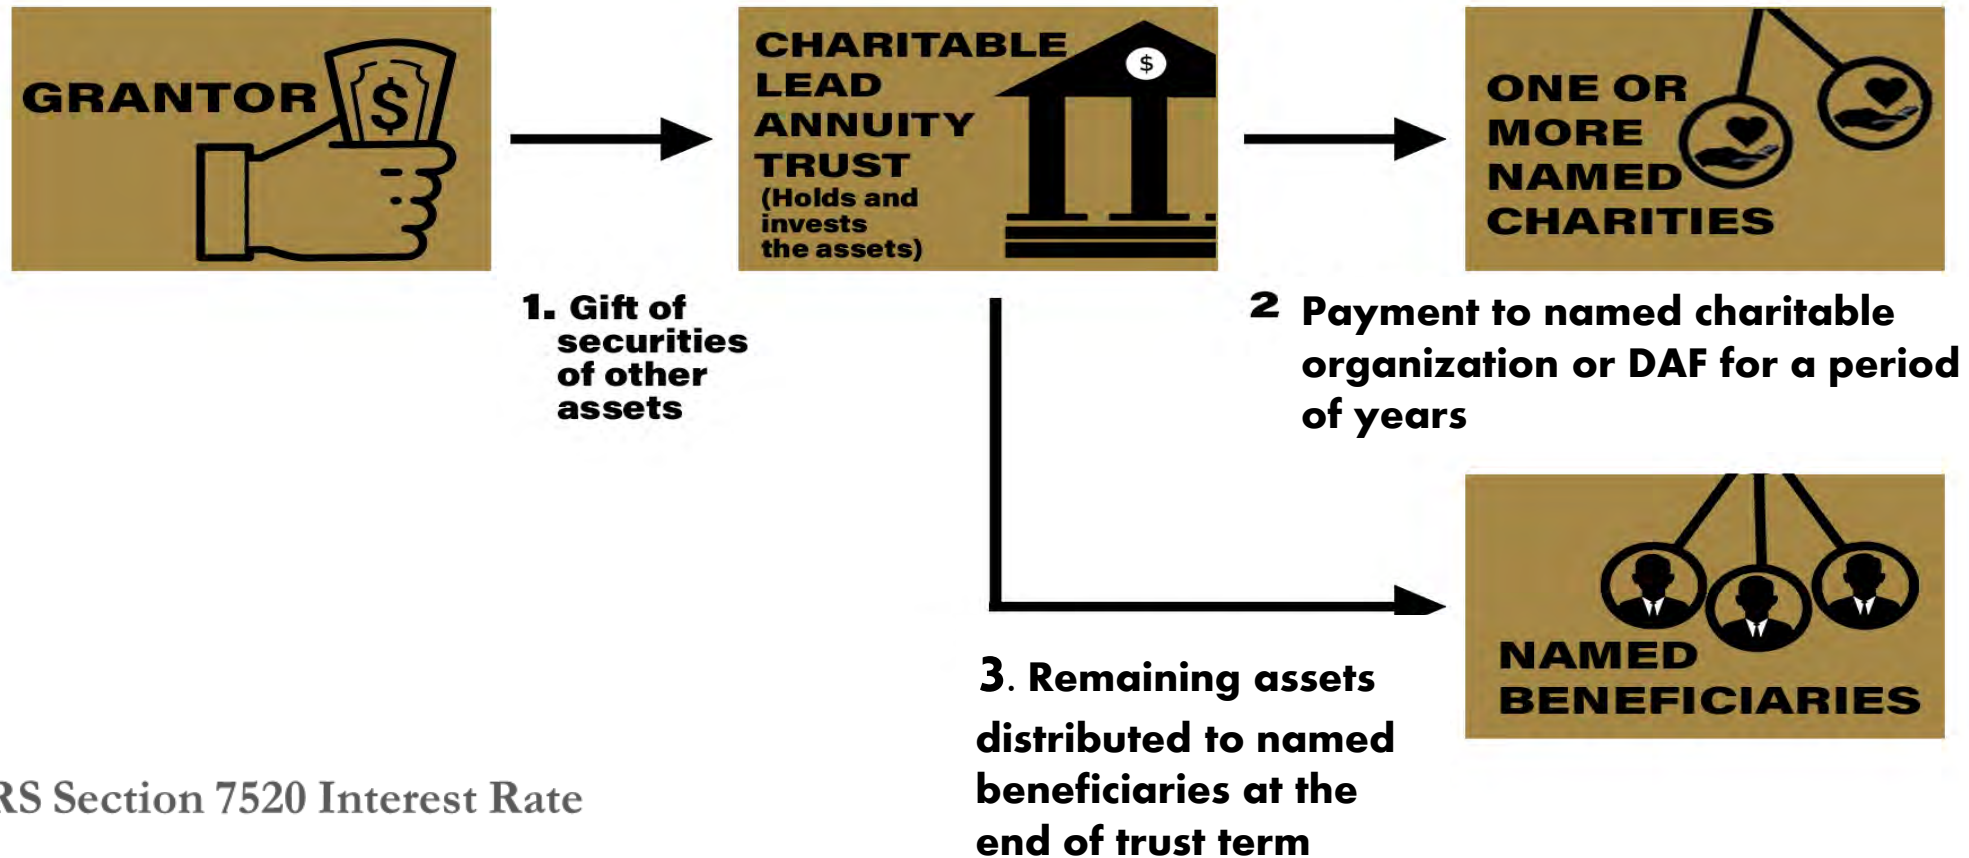 GRANTOR
$
CHARITABLE
LEAD
ANNUITY
TRUST
(Holds and
invests
the assets)
$
ONE OR
MORE
NAMED
CHARITIES
1. Gift of
securities
of other
assets
2 Payment to named charitable
organization or DAF for a period
of years
NAMED
BENEFICIARIES
3. Remaining assets
distributed to named
beneficiaries at the
end of trust term
RS Section 7520 Interest Rate